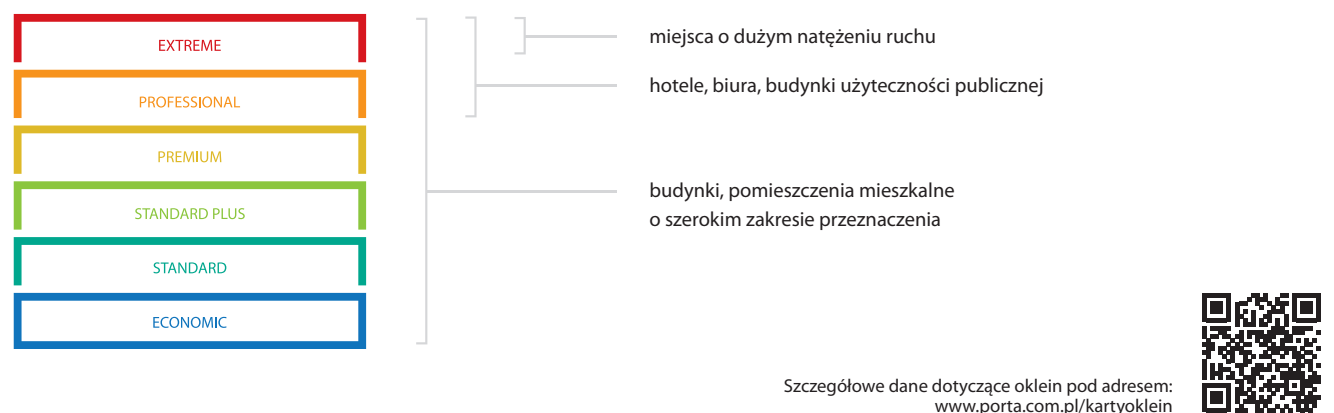 EXTREME
PROFESSIONAL
PREMIUM
STANDARD PLUS
STANDARD
ECONOMIC
miejsca o dużym natężeniu ruchu
hotele, biura, budynki użyteczności publicznej
budynki, pomieszczenia mieszkalne
o szerokim zakresie przeznaczenia
Szczegółowe dane dotyczące oklein pod adresem:
www.porta.com.pl/kartyoklein